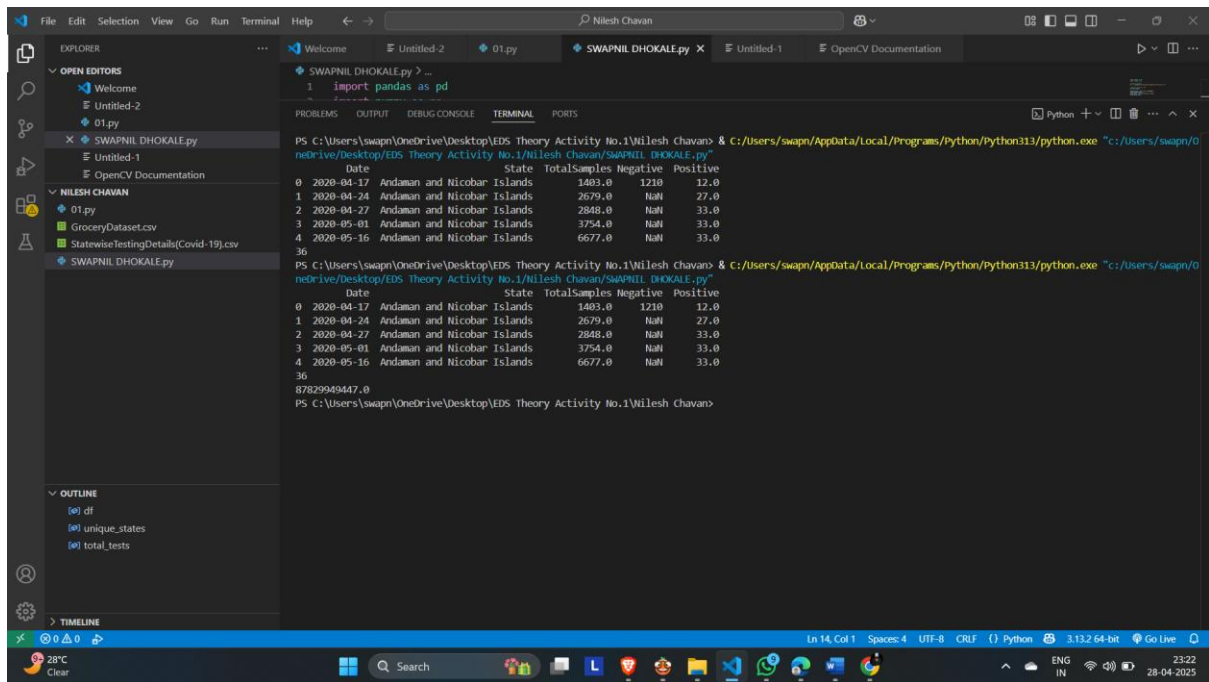 File Edit Selection View Go Run Terminal Help
Nilesh Chavan
EXPLORER
OPEN EDITORS
Welcome
Untitled-2
01.py
SWAPNIL DHOKALE.py
Untitled-1
OpenCV Documentation
NILESH CHAVAN
01.py
GroceryDataset.csv
StatewiseTestingDetails(Covid-19).csv
SWAPNIL DHOKALE.py
OUTLINE
df
unique_states
total_tests
TIMELINE
Welcome Untitled-2 01.py SWAPNIL DHOKALE.py Untitled-1 OpenCV Documentation
SWAPNIL DHOKALE.py > ...
1 import pandas as pd
PROBLEMS OUTPUT DEBUG CONSOLE TERMINAL PORTS
Python
PS C:\Users\swapn\OneDrive\Desktop\EDS Theory Activity No.1\Nilesh Chavan> & C:/Users/swapn/AppData/Local/Programs/Python/Python313/python.exe "c:/Users/swapn/O
neDrive/Desktop/EDS Theory Activity No.1/Nilesh Chavan/SWAPNIL DHOKALE.py"
Date State TotalSamples Negative Positive
0 2020-04-17 Andaman and Nicobar Islands 1403.0 1210 12.0
1 2020-04-24 Andaman and Nicobar Islands 2679.0 NaN 27.0
2 2020-04-27 Andaman and Nicobar Islands 2848.0 NaN 33.0
3 2020-05-01 Andaman and Nicobar Islands 3754.0 NaN 33.0
4 2020-05-16 Andaman and Nicobar Islands 6677.0 NaN 33.0
36
PS C:\Users\swapn\OneDrive\Desktop\EDS Theory Activity No.1\Nilesh Chavan> & C:/Users/swapn/AppData/Local/Programs/Python/Python313/python.exe "c:/Users/swapn/O
neDrive/Desktop/EDS Theory Activity No.1/Nilesh Chavan/SWAPNIL DHOKALE.py"
Date State TotalSamples Negative Positive
0 2020-04-17 Andaman and Nicobar Islands 1403.0 1210 12.0
1 2020-04-24 Andaman and Nicobar Islands 2679.0 NaN 27.0
2 2020-04-27 Andaman and Nicobar Islands 2848.0 NaN 33.0
3 2020-05-01 Andaman and Nicobar Islands 3754.0 NaN 33.0
4 2020-05-16 Andaman and Nicobar Islands 6677.0 NaN 33.0
36
87829949447.0
PS C:\Users\swapn\OneDrive\Desktop\EDS Theory Activity No.1\Nilesh Chavan>
0 0 Ln 14, Col 1 Spaces: 4 UTF-8 CRLF {} Python 3.13.2 64-bit Go Live
28°C
Clear
Search
ENG
IN
23:22
28-04-2025